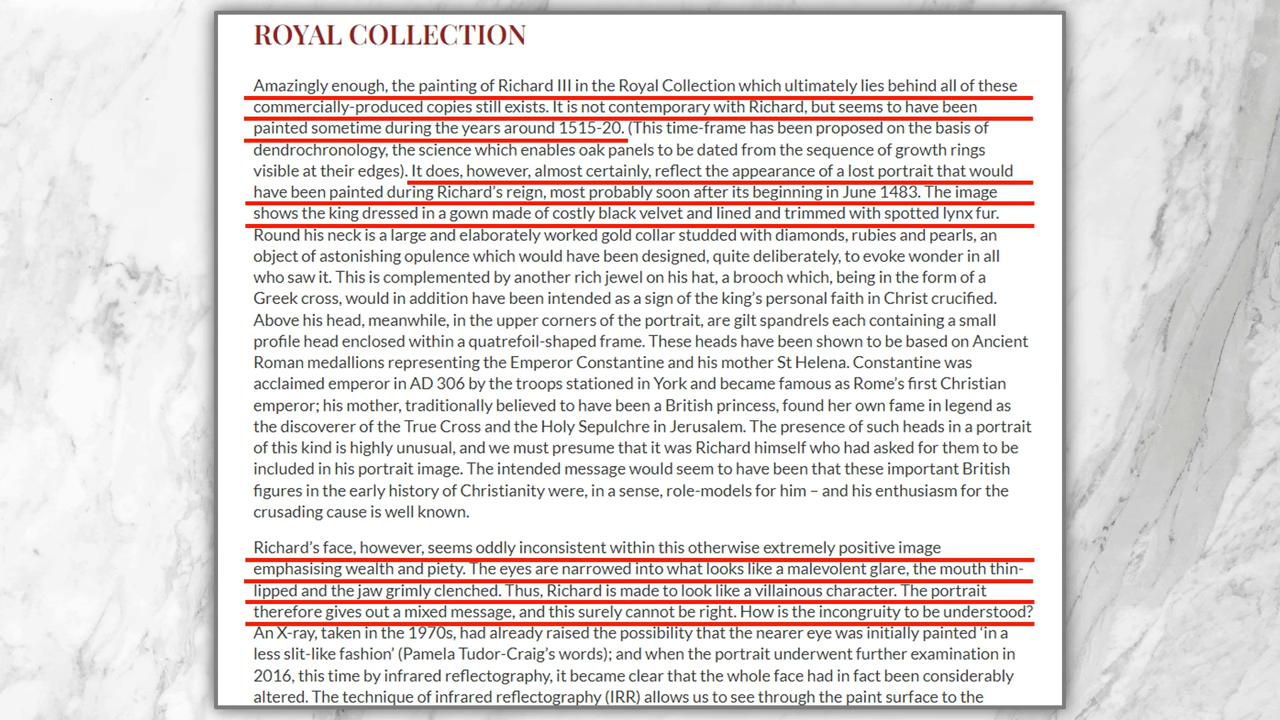 ROYAL COLLECTION
Amazingly enough, the painting of Richard III in the Royal Collection which ultimately lies behind all of these
commercially-produced copies still exists. It is not contemporary with Richard, but seems to have been
painted sometime during the years around 1515-20. (This time-frame has been proposed on the basis of
dendrochronology, the science which enables oak panels to be dated from the sequence of growth rings
visible at their edges). It does, however, almost certainly, reflect the appearance of a lost portrait that would
have been painted during Richard’s reign, most probably soon after its beginning in June 1483. The image
shows the king dressed in a gown made of costly black velvet and lined and trimmed with spotted lynx fur.
Round his neck is a large and elaborately worked gold collar studded with diamonds, rubies and pearls, an
object of astonishing opulence which would have been designed, quite deliberately, to evoke wonder in all
who saw it. This is complemented by another rich jewel on his hat, a brooch which, being in the form of a
Greek cross, would in addition have been intended as a sign of the king’s personal faith in Christ crucified.
Above his head, meanwhile, in the upper corners of the portrait, are gilt spandrels each containing a small
profile head enclosed within a quatrefoil-shaped frame. These heads have been shown to be based on Ancient
Roman medallions representing the Emperor Constantine and his mother St Helena. Constantine was
acclaimed emperor in AD 306 by the troops stationed in York and became famous as Rome’s first Christian
emperor; his mother, traditionally believed to have been a British princess, found her own fame in legend as
the discoverer of the True Cross and the Holy Sepulchre in Jerusalem. The presence of such heads in a portrait
of this kind is highly unusual, and we must presume that it was Richard himself who had asked for them to be
included in his portrait image. The intended message would seem to have been that these important British
figures in the early history of Christianity were, in a sense, role-models for him – and his enthusiasm for the
crusading cause is well known.
Richard’s face, however, seems oddly inconsistent within this otherwise extremely positive image
emphasising wealth and piety. The eyes are narrowed into what looks like a malevolent glare, the mouth thin-
lipped and the jaw grimly clenched. Thus, Richard is made to look like a villainous character. The portrait
therefore gives out a mixed message, and this surely cannot be right. How is the incongruity to be understood?
An X-ray, taken in the 1970s, had already raised the possibility that the nearer eye was initially painted ‘in a
less slit-like fashion’ (Pamela Tudor-Craig’s words); and when the portrait underwent further examination in
2016, this time by infrared reflectography, it became clear that the whole face had in fact been considerably
altered. The technique of infrared reflectography (IRR) allows us to see through the paint surface to the